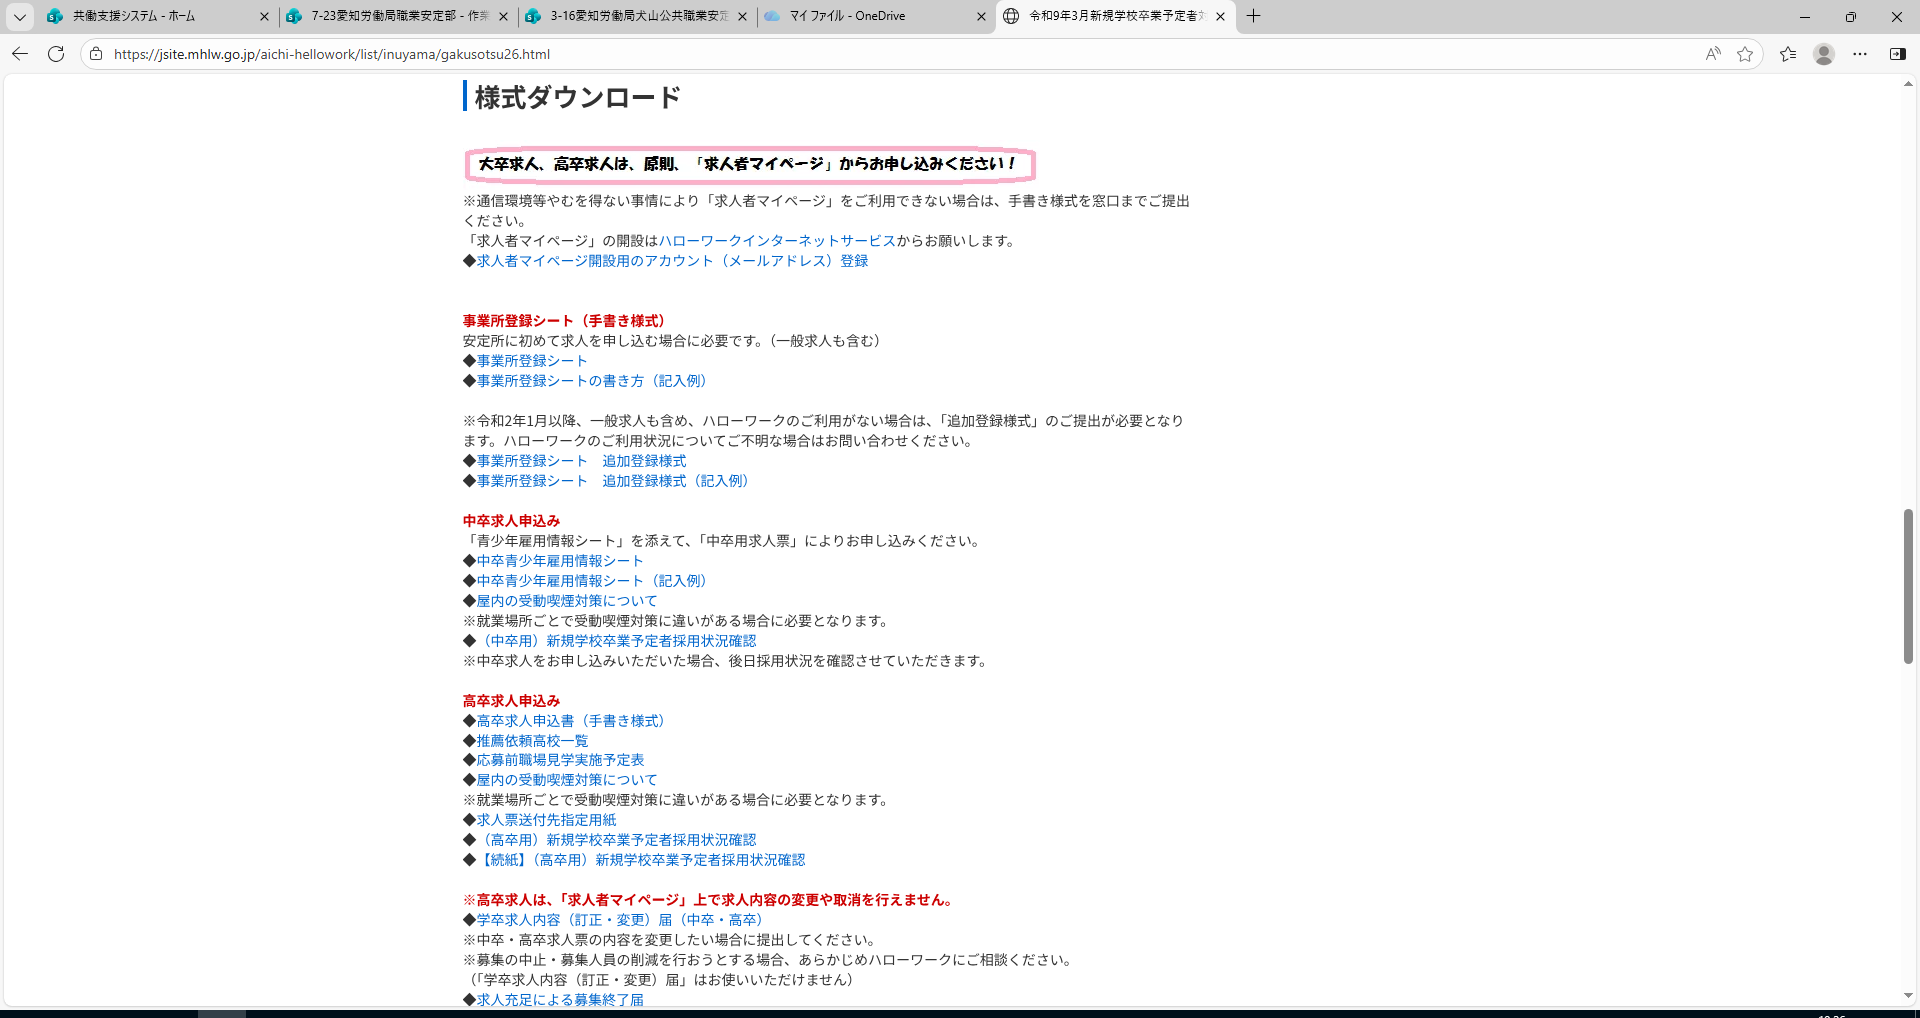 共働支援システム - ホーム
7-23愛知労働局職業安定部 - 作業
3-16愛知労働局犬山公共職業安定
マイ ファイル - OneDrive
令和9年3月新規学校卒業予定者対
https://jsite.mhlw.go.jp/aichi-hellowork/list/inuyama/gakusotsu26.html
様式ダウンロード
大卒求人、高卒求人は、原則、「求人者マイページ」からお申し込みください！
※通信環境等やむを得ない事情により「求人者マイページ」をご利用できない場合は、手書き様式を窓口までご提出
ください。
「求人者マイページ」の開設はハローワークインターネットサービスからお願いします。
◆求人者マイページ開設用のアカウント（メールアドレス）登録
事業所登録シート（手書き様式）
安定所に初めて求人を申し込む場合に必要です。（一般求人も含む）
◆事業所登録シート
◆事業所登録シートの書き方（記入例）
※令和2年1月以降、一般求人も含め、ハローワークのご利用がない場合は、「追加登録様式」のご提出が必要となり
ます。ハローワークのご利用状況についてご不明な場合はお問い合わせください。
◆事業所登録シート　追加登録様式
◆事業所登録シート　追加登録様式（記入例）
中卒求人申込み
「青少年雇用情報シート」を添えて、「中卒用求人票」によりお申し込みください。
◆中卒青少年雇用情報シート
◆中卒青少年雇用情報シート（記入例）
◆屋内の受動喫煙対策について
※就業場所ごとで受動喫煙対策に違いがある場合に必要となります。
◆（中卒用）新規学校卒業予定者採用状況確認
※中卒求人をお申し込みいただいた場合、後日採用状況を確認させていただきます。
高卒求人申込み
◆高卒求人申込書（手書き様式）
◆推薦依頼高校一覧
◆応募前職場見学実施予定表
◆屋内の受動喫煙対策について
※就業場所ごとで受動喫煙対策に違いがある場合に必要となります。
◆求人票送付先指定用紙
◆（高卒用）新規学校卒業予定者採用状況確認
◆【続紙】（高卒用）新規学校卒業予定者採用状況確認
※高卒求人は、「求人者マイページ」上で求人内容の変更や取消を行えません。
◆学卒求人内容（訂正・変更）届（中卒・高卒）
※中卒・高卒求人票の内容を変更したい場合に提出してください。
※募集の中止・募集人員の削減を行おうとする場合、あらかじめハローワークにご相談ください。
（「学卒求人内容（訂正・変更）届」はお使いいただけません）
◆求人充足による募集終了届